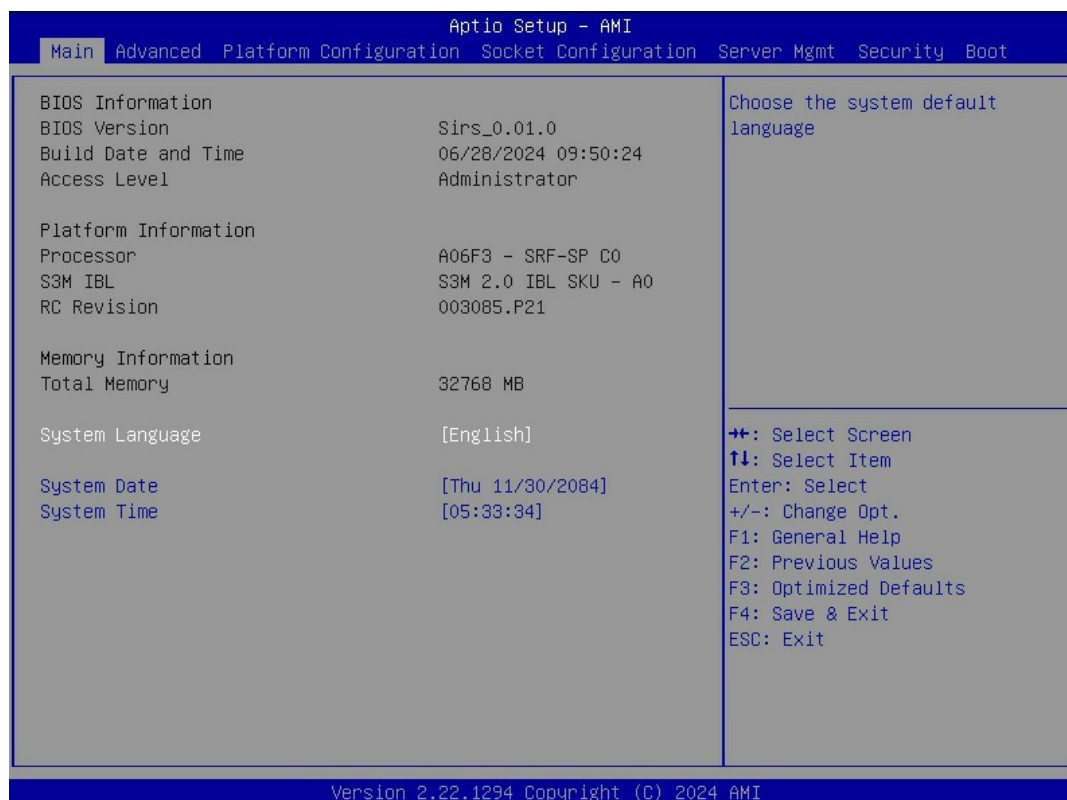 Aptio Setup – AMI
Main Advanced Platform Configuration Socket Configuration Server Mgmt Security Boot
BIOS Information
BIOS Version Sirs_0.01.0
Build Date and Time 06/28/2024 09:50:24
Access Level Administrator
Platform Information
Processor A06F3 – SRF-SP C0
S3M IBL S3M 2.0 IBL SKU – A0
RC Revision 003085.P21
Memory Information
Total Memory 32768 MB
System Language [English]
System Date [Thu 11/30/2084]
System Time [05:33:34]
Choose the system default
language
→←: Select Screen
↑↓: Select Item
Enter: Select
+/-: Change Opt.
F1: General Help
F2: Previous Values
F3: Optimized Defaults
F4: Save & Exit
ESC: Exit
Version 2.22.1294 Copyright (C) 2024 AMI